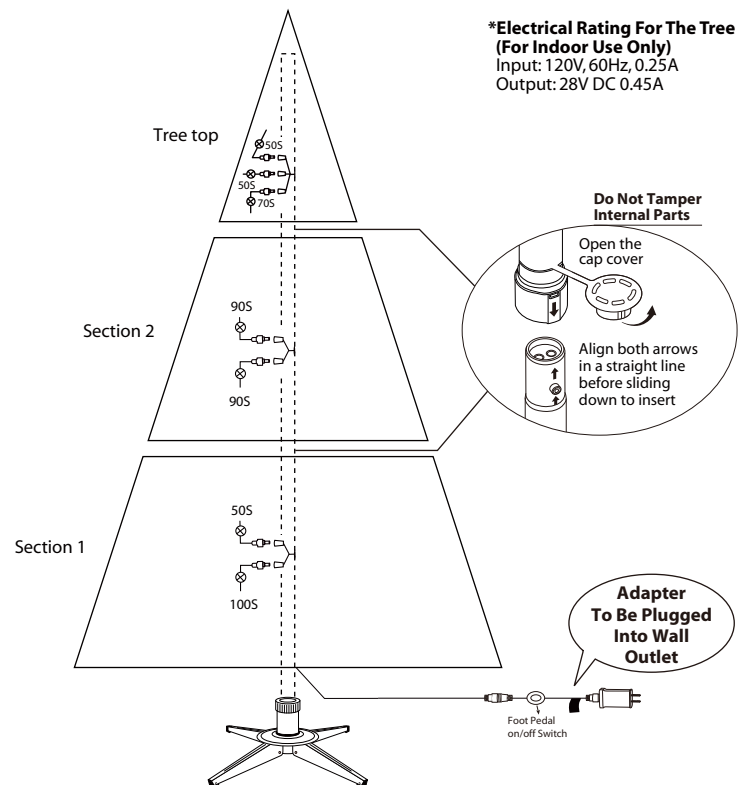 *Electrical Rating For The Tree
(For Indoor Use Only)
Input: 120V, 60Hz, 0.25A
Output: 28V DC 0.45A
Tree top
50S
50S
70S
Do Not Tamper
Internal Parts
Open the
cap cover
Align both arrows
in a straight line
before sliding
down to insert
Section 2
90S
90S
Section 1
50S
100S
Adapter
To Be Plugged
Into Wall
Outlet
Foot Pedal
on/off Switch